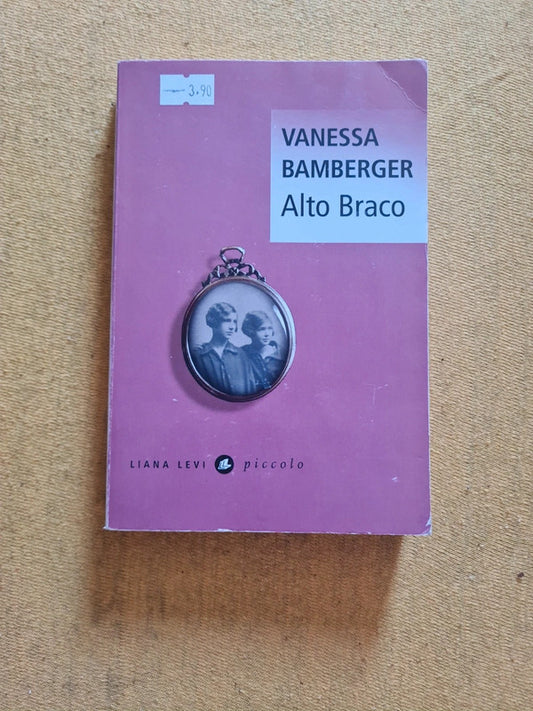 3,90
VANESSA
BAMBERGER
Alto Braco
LIANA LEVI piccolo